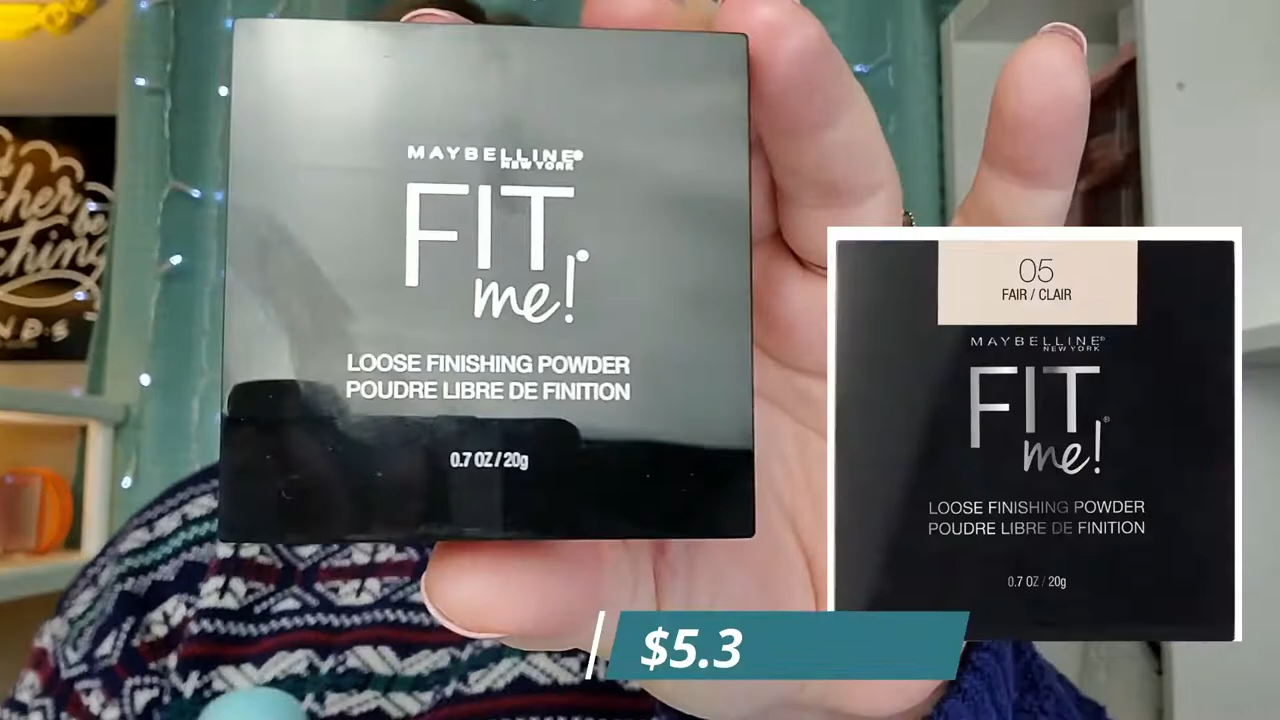 MAYBELLINE®
NEW YORK
FIT
me!
LOOSE FINISHING POWDER
POUDRE LIBRE DE FINITION
0.7 OZ / 20g
05
FAIR / CLAIR
MAYBELLINE®
NEW YORK
FIT
me!®
LOOSE FINISHING POWDER
POUDRE LIBRE DE FINITION
0.7 OZ / 20g
$5.3
be